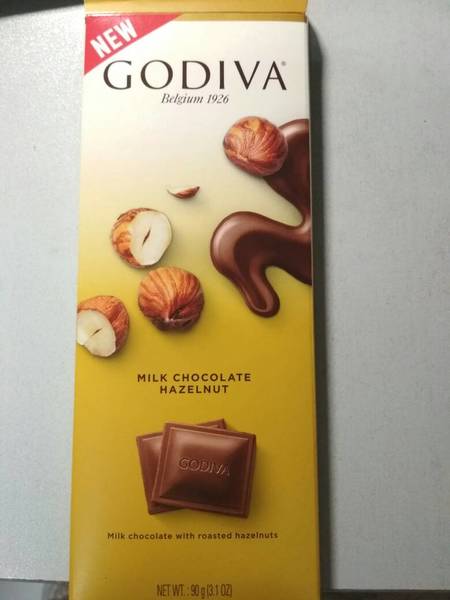 NEW
GODIVA®
Belgium 1926
MILK CHOCOLATE
HAZELNUT
GODIVA
Milk chocolate with roasted hazelnuts
NET WT. : 90 g (3.1 OZ)